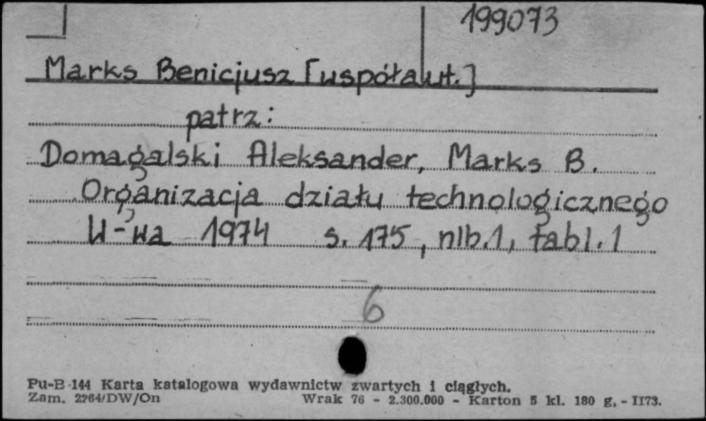 199073
Marks Benicjusz [współaut.]
patrz:
Domagalski Aleksander, Marks B.
Organizacja działu technologicznego
W-wa 1974 s. 175, nlb.1, tabl.1
6
Pu-B-144 Karta katalogowa wydawnictw zwartych i ciągłych.
Zam. 2764/DW/On Wrak 76 - 2.300.000 - Karton 5 kl. 180 g. - II73.